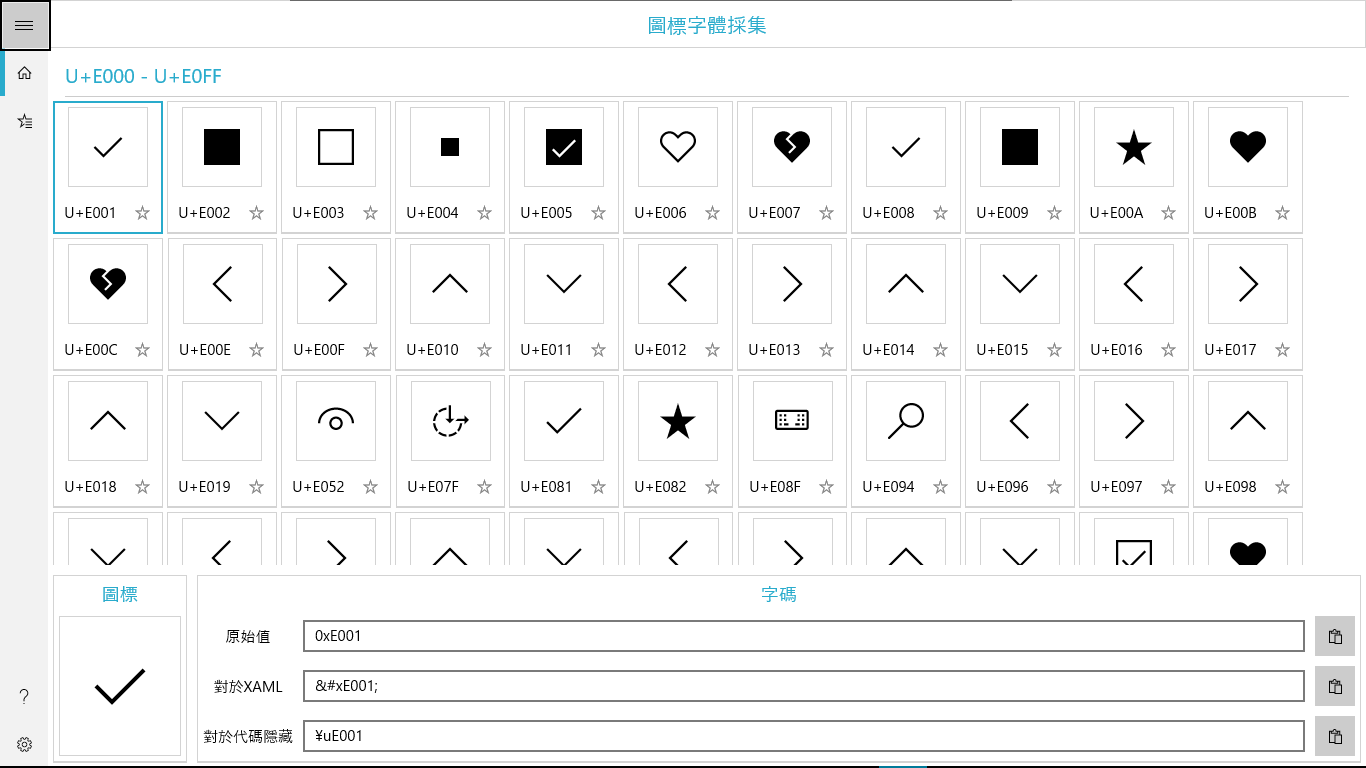 圖標字體採集
U+E000 - U+E0FF
U+E001 U+E002 U+E003 U+E004 U+E005 U+E006 U+E007 U+E008 U+E009 U+E00A U+E00B
U+E00C U+E00E U+E00F U+E010 U+E011 U+E012 U+E013 U+E014 U+E015 U+E016 U+E017
U+E018 U+E019 U+E052 U+E07F U+E081 U+E082 U+E08F U+E094 U+E096 U+E097 U+E098
圖標
字碼
原始值 0xE001
對於XAML &#xE001;
對於代碼隱藏 ¥uE001